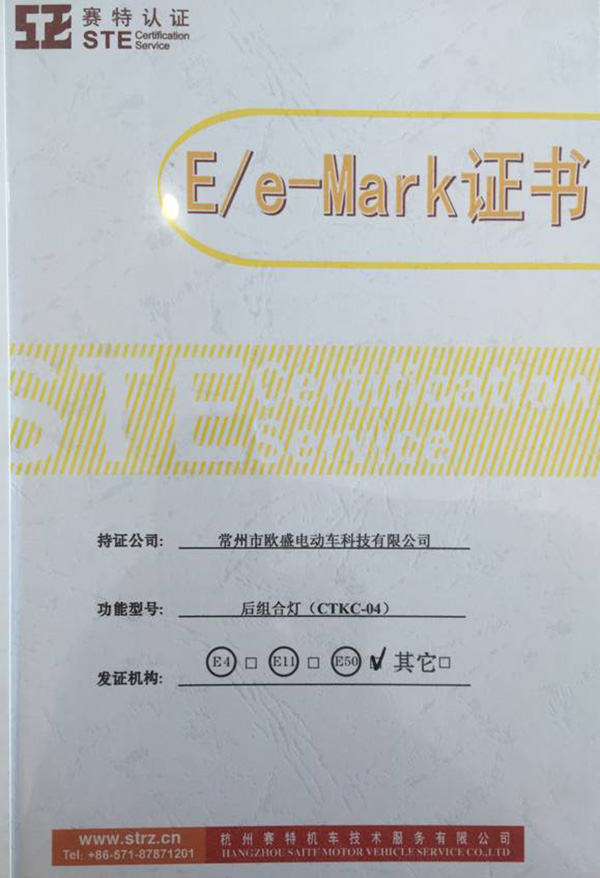 赛特认证
STE Certification Service
E/e-Mark证书
STE Certification
Service
持证公司: 常州市欧盛电动车科技有限公司
功能型号: 后组合灯（CTKC-04）
发证机构: E4 □ E11 □ E50 ☑ 其它□
www.strz.cn 杭州赛特机车技术服务有限公司
Tel: +86-571-87871201 HANGZHOU SAITE MOTOR VEHICLE SERVICE CO.,LTD